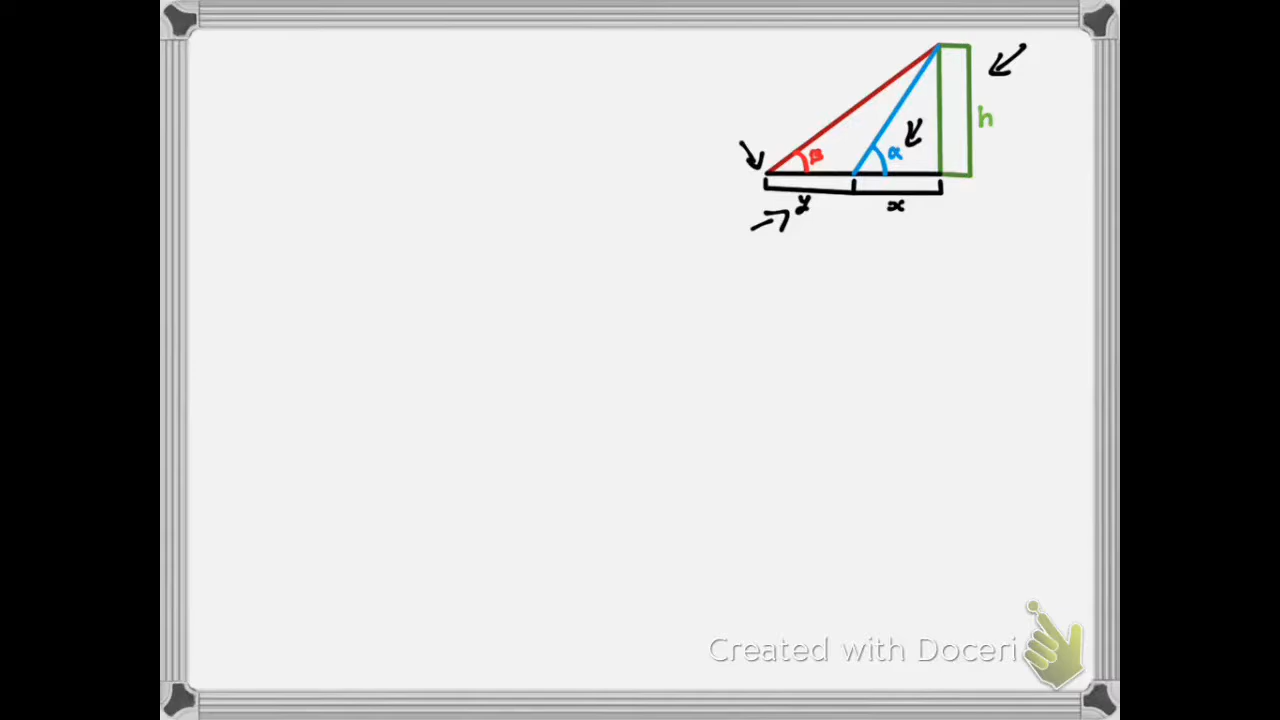 h
β α
y x
Created with Doceri